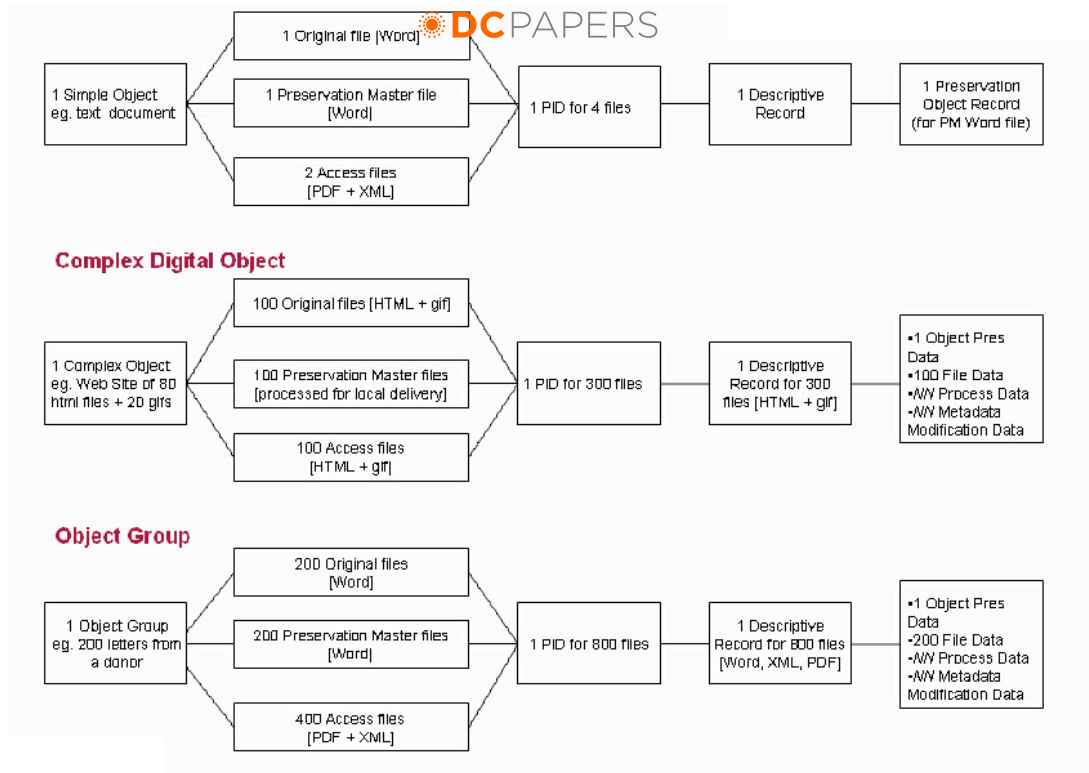 DCPAPERS
1 Original file [Word]
1 Simple Object
eg. text document
1 Preservation Master file
[Word]
2 Access files
[PDF + XML]
1 PID for 4 files
1 Descriptive
Record
1 Preservation
Object Record
(for PM Word file)
Complex Digital Object
100 Original files [HTML + gif]
1 Complex Object
eg. Web Site of 80
html files + 20 gifs
100 Preservation Master files
[processed for local delivery]
100 Access files
[HTML + gif]
1 PID for 300 files
1 Descriptive
Record for 300
files [HTML + gif]
▪1 Object Pres
Data
▪100 File Data
▪NN Process Data
▪NN Metadata
Modification Data
Object Group
200 Original files
[Word]
1 Object Group
eg. 200 letters from
a donor
200 Preservation Master files
[Word]
400 Access files
[PDF + XML]
1 PID for 800 files
1 Descriptive
Record for 800 files
[Word, XML, PDF]
▪1 Object Pres
Data
▪200 File Data
▪NN Process Data
▪NN Metadata
Modification Data